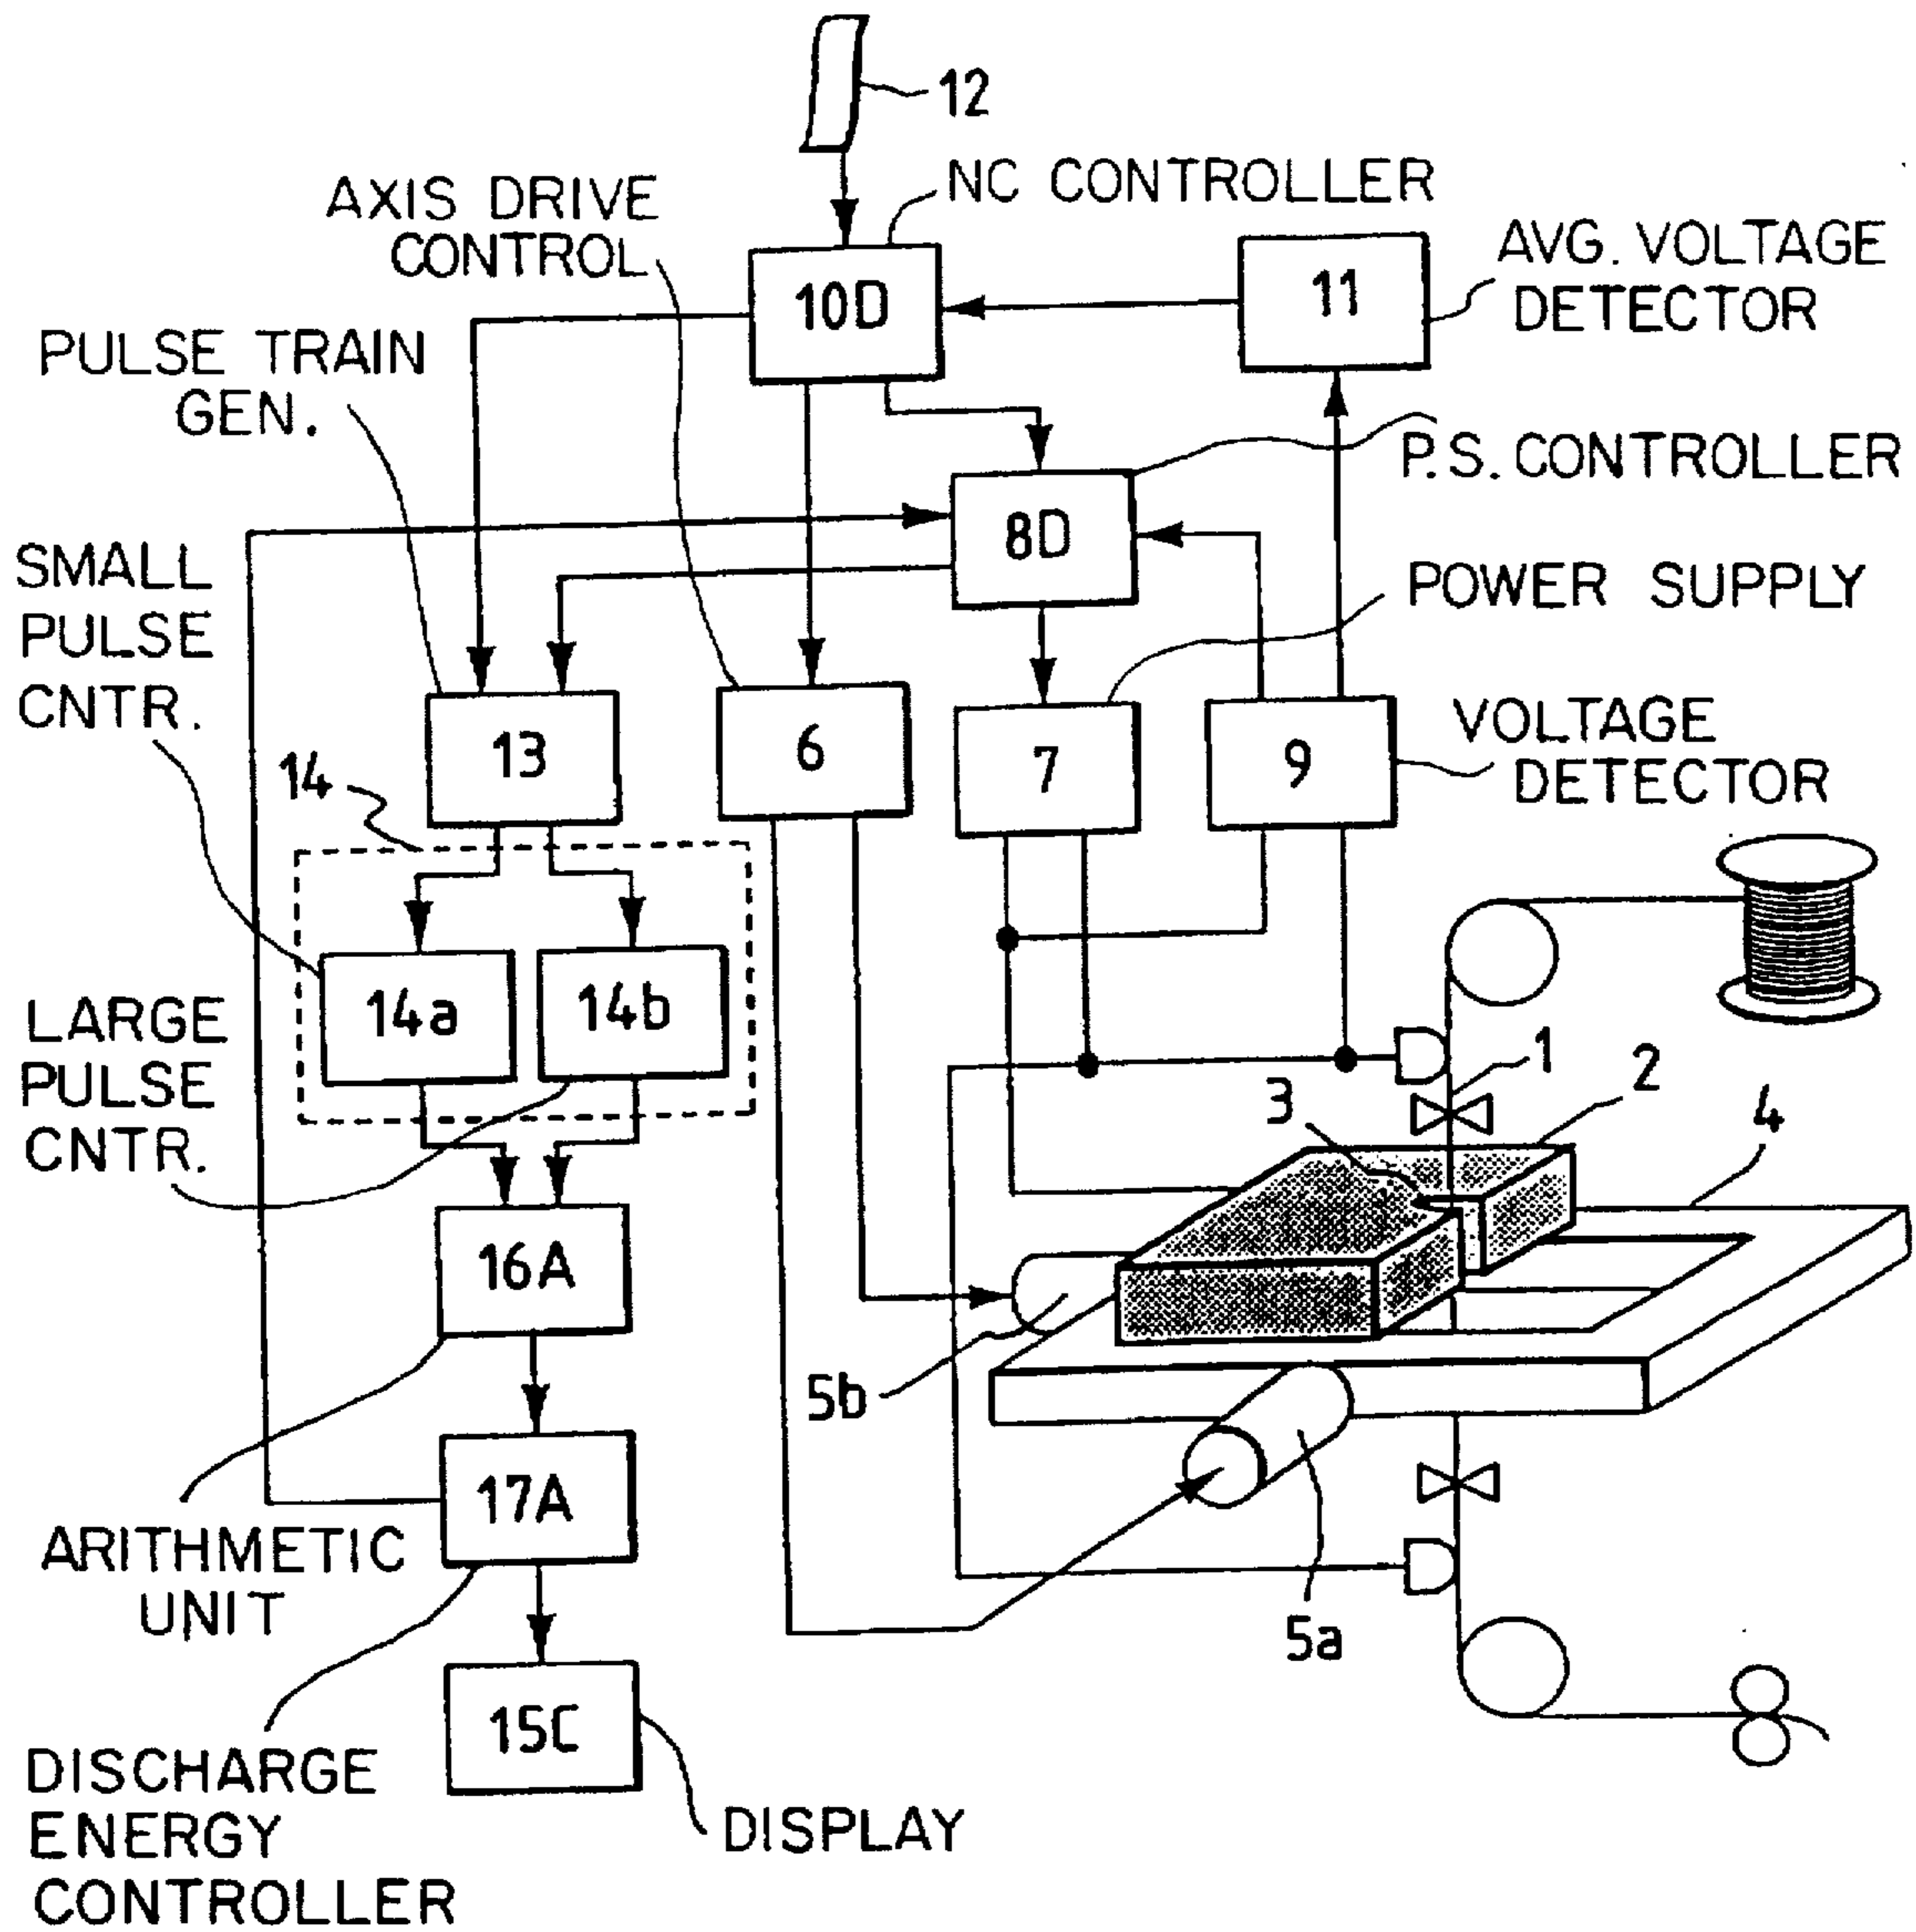 12
NC CONTROLLER
AXIS DRIVE
CONTROL
10D
11
AVG. VOLTAGE
DETECTOR
PULSE TRAIN
GEN.
P.S. CONTROLLER
8D
SMALL
PULSE
CNTR.
POWER SUPPLY
13
6
7
9
VOLTAGE
DETECTOR
14
14a
14b
LARGE
PULSE
CNTR.
1
2
3
4
16A
5b
17A
ARITHMETIC
UNIT
5a
15C
DISCHARGE
ENERGY
CONTROLLER
DISPLAY